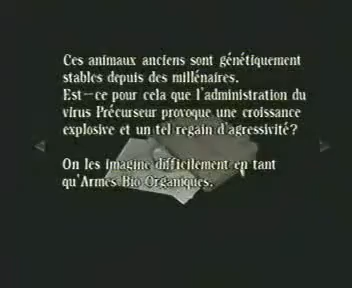 Ces animaux anciens sont génétiquement
stables depuis des millénaires.
Est-ce pour cela que l'administration du
virus Précurseur provoque une croissance
explosive et un tel regain d'agressivité?
On les imagine difficilement en tant
qu'Armes Bio Organiques.